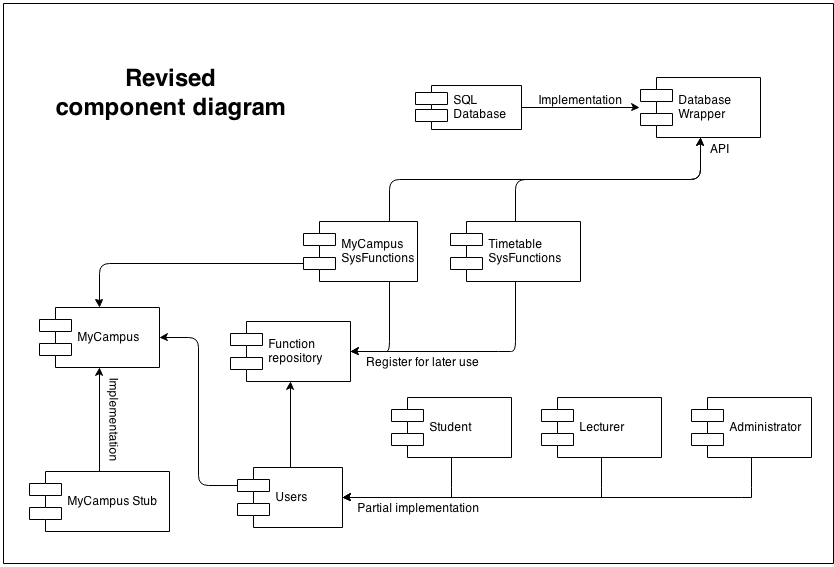 Revised
component diagram
SQL
Database
Implementation
Database
Wrapper
API
MyCampus
SysFunctions
Timetable
SysFunctions
MyCampus
Function
repository
Register for later use
Implementation
Student
Lecturer
Administrator
MyCampus Stub
Users
Partial implementation